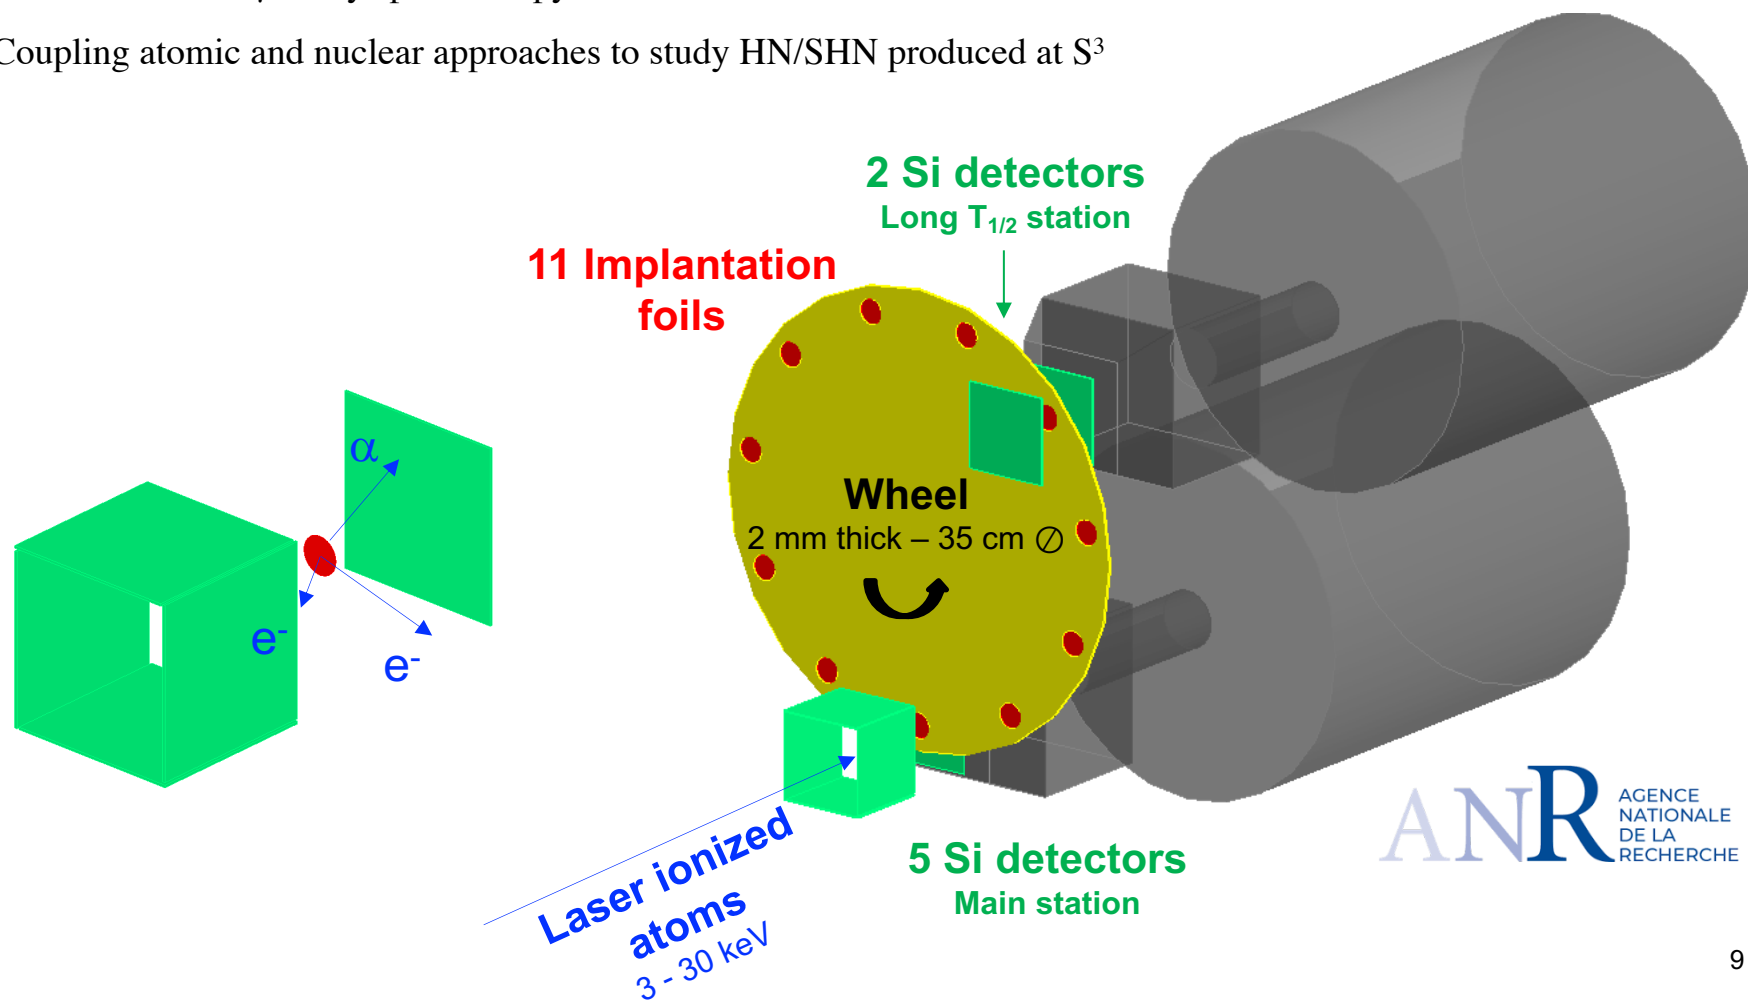 Coupling atomic and nuclear approaches to study HN/SHN produced at S³
2 Si detectors
Long T₁/₂ station
11 Implantation
foils
α
e⁻
e⁻
Wheel
2 mm thick – 35 cm ∅
Laser ionized
atoms
3 - 30 keV
5 Si detectors
Main station
ANR
AGENCE
NATIONALE
DE LA
RECHERCHE
9